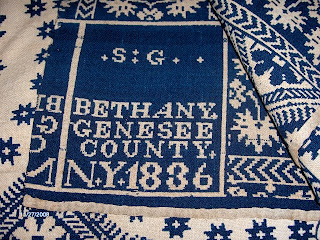 ·S:G··
BETHANY
GENESEE
COUNTY
N.Y.1836